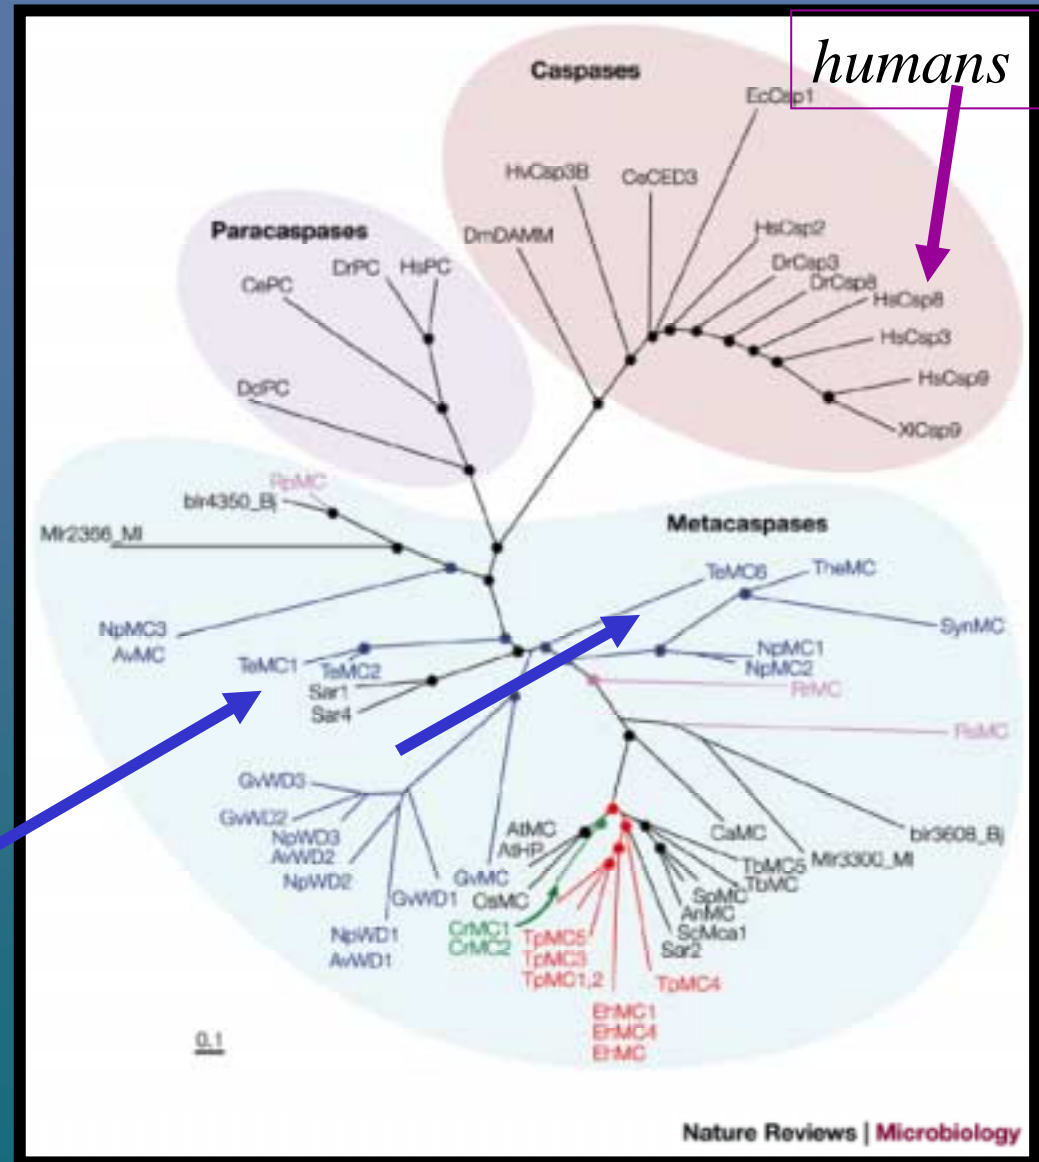 humans
Caspases
EcCsp1
HvCsp3B
CeCED3
DmDAMM
HsCsp2
DrCsp3
DrCsp8
HsCsp8
HsCsp3
HsCsp9
XlCsp9
Paracaspases
DrPC
HsPC
CePC
DdPC
RpMC
blr4350_Bj
Mlr2366_Ml
Metacaspases
TeMC6
TheMC
SynMC
NpMC3
AvMC
TeMC1
TeMC2
NpMC1
NpMC2
Sar1
Sar4
RrMC
RsMC
GvWD3
GvWD2
NpWD3
AvWD2
NpWD2
GvWD1
GvMC
NpWD1
AvWD1
AtMC
AtHP
OsMC
CaMC
blr3608_Bj
Mlr3300_Ml
TbMC5
TbMC
SpMC
AnMC
ScMca1
Sar2
CrMC1
CrMC2
TpMC5
TpMC3
TpMC1,2
TpMC4
EhMC1
EhMC4
EhMC
0.1
Nature Reviews | Microbiology